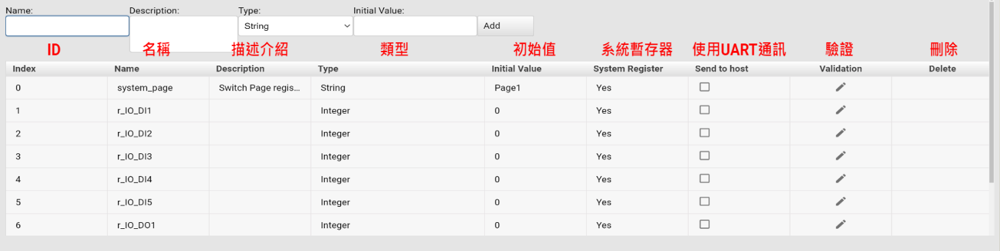 Name: Description: Type: Initial Value:
String Add
ID 名稱 描述介紹 類型 初始值 系統暫存器 使用UART通訊 驗證 刪除
Index Name Description Type Initial Value System Register Send to host Validation Delete
0 system_page Switch Page regis... String Page1 Yes
1 r_IO_DI1 Integer 0 Yes
2 r_IO_DI2 Integer 0 Yes
3 r_IO_DI3 Integer 0 Yes
4 r_IO_DI4 Integer 0 Yes
5 r_IO_DI5 Integer 0 Yes
6 r_IO_DO1 Integer 0 Yes